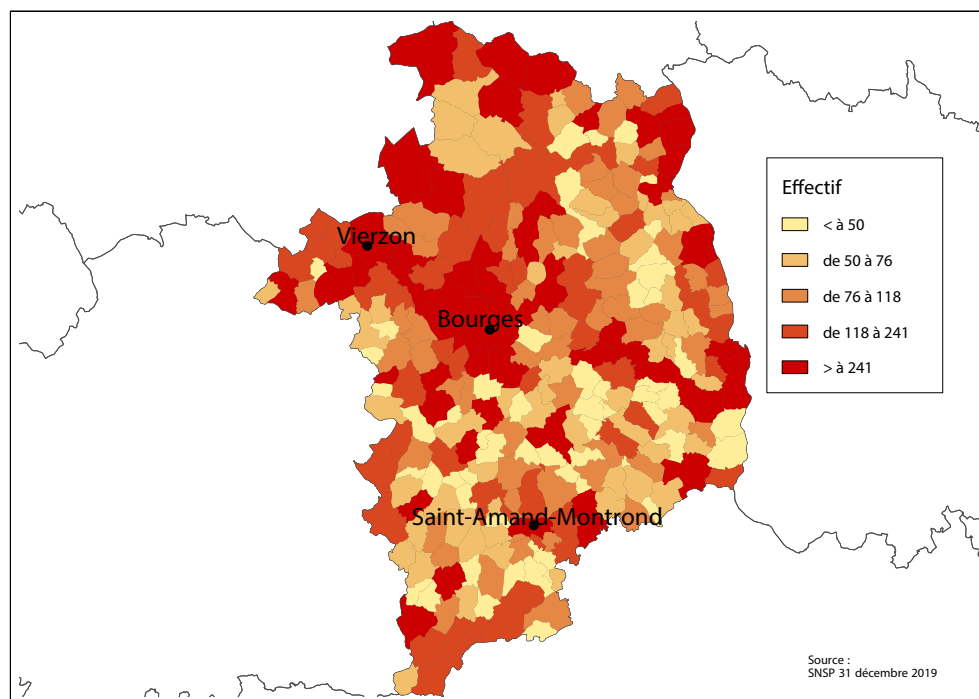 Effectif
< à 50
de 50 à 76
de 76 à 118
de 118 à 241
> à 241
Vierzon
Bourges
Saint-Amand-Montrond
Source :
SNSP 31 décembre 2019